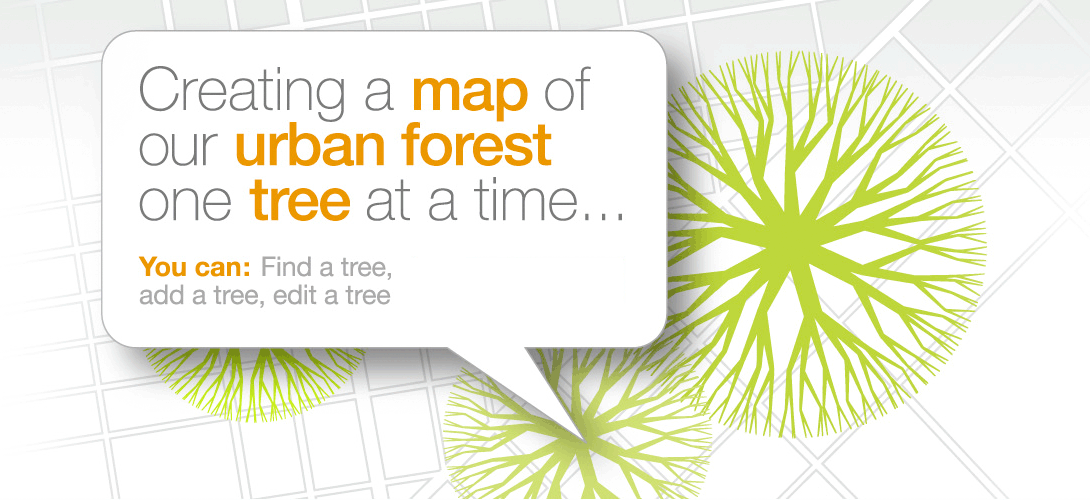 Creating a map of
our urban forest
one tree at a time...
You can: Find a tree,
add a tree, edit a tree